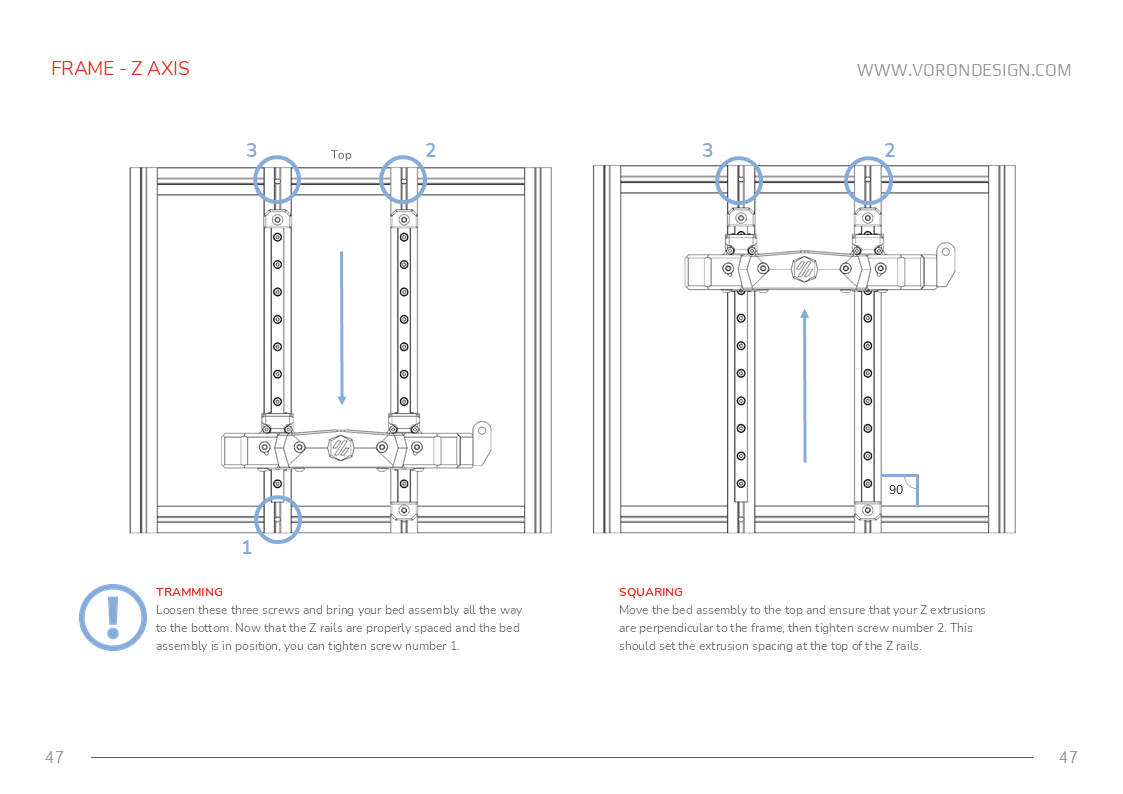 FRAME - Z AXIS
WWW.VORONDESIGN.COM
3
Top
2
1
3
2
90
TRAMMING
Loosen these three screws and bring your bed assembly all the way
to the bottom. Now that the Z rails are properly spaced and the bed
assembly is in position, you can tighten screw number 1.
SQUARING
Move the bed assembly to the top and ensure that your Z extrusions
are perpendicular to the frame, then tighten screw number 2. This
should set the extrusion spacing at the top of the Z rails.
47
47